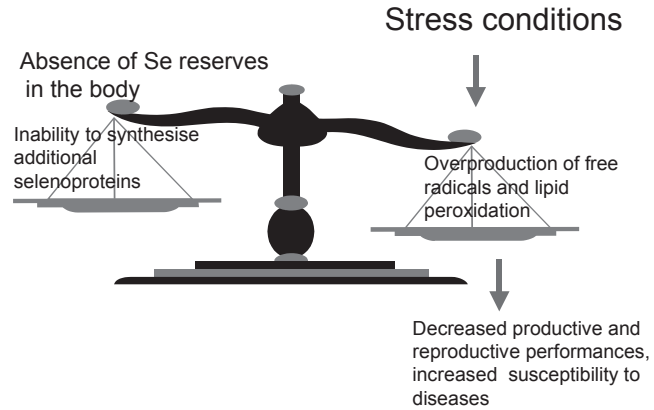 Stress conditions
Absence of Se reserves
in the body
Inability to synthesise
additional
selenoproteins
Overproduction of free
radicals and lipid
peroxidation
Decreased productive and
reproductive performances,
increased susceptibility to
diseases